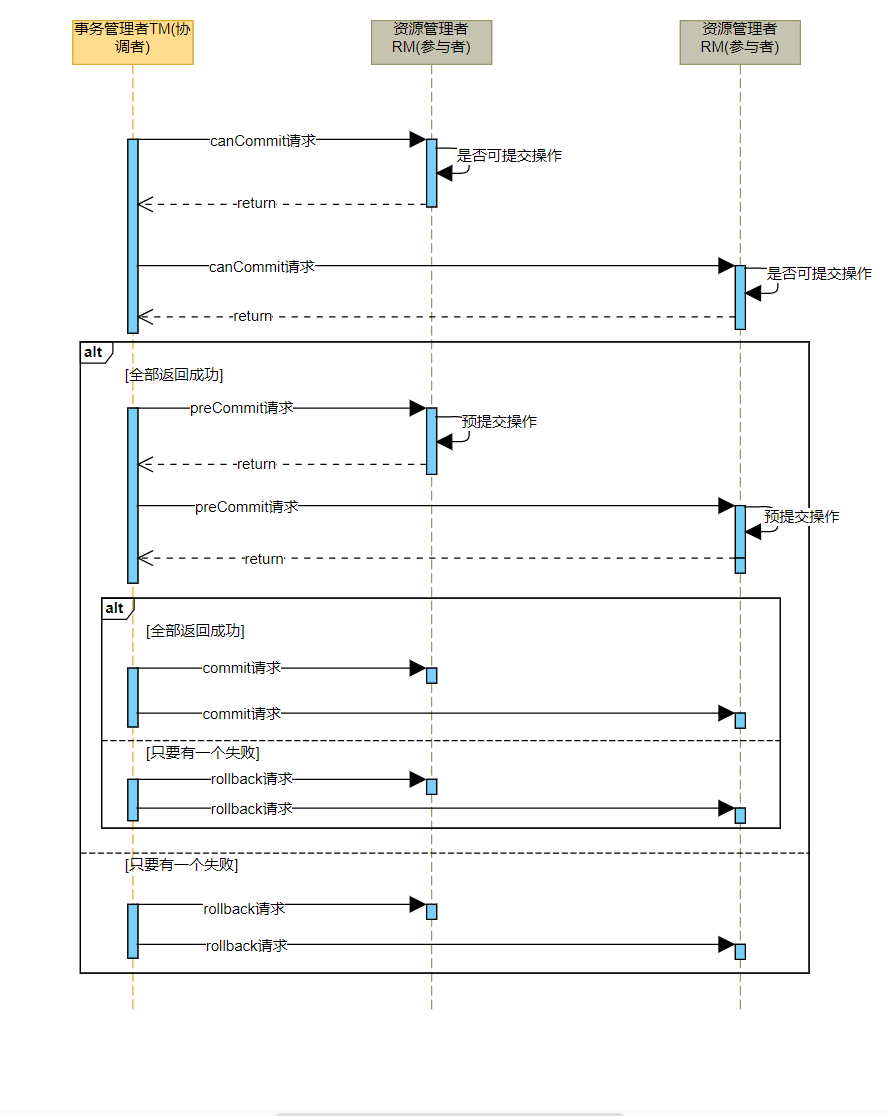 事务管理者TM(协
调者)
资源管理者
RM(参与者)
资源管理者
RM(参与者)
canCommit请求
是否可提交操作
return
canCommit请求
是否可提交操作
return
alt
[全部返回成功]
preCommit请求
预提交操作
return
preCommit请求
预提交操作
return
alt
[全部返回成功]
commit请求
commit请求
[只要有一个失败]
rollback请求
rollback请求
[只要有一个失败]
rollback请求
rollback请求